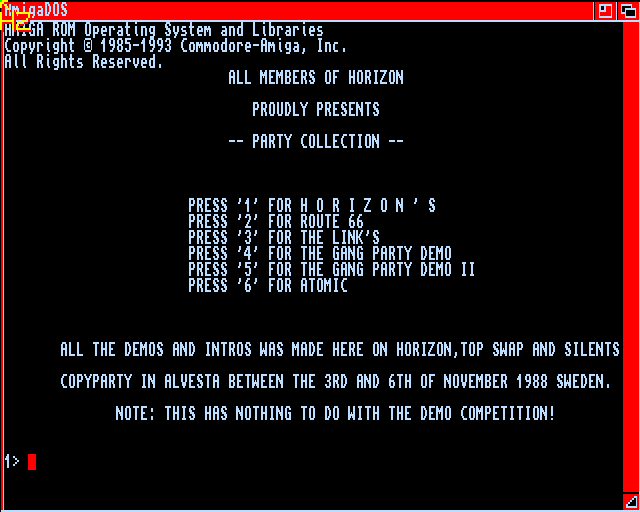 AmigaDOS
AMIGA ROM Operating System and Libraries
Copyright © 1985-1993 Commodore-Amiga, Inc.
All Rights Reserved.
ALL MEMBERS OF HORIZON
PROUDLY PRESENTS
-- PARTY COLLECTION --
PRESS '1' FOR H O R I Z O N ' S
PRESS '2' FOR ROUTE 66
PRESS '3' FOR THE LINK'S
PRESS '4' FOR THE GANG PARTY DEMO
PRESS '5' FOR THE GANG PARTY DEMO II
PRESS '6' FOR ATOMIC
ALL THE DEMOS AND INTROS WAS MADE HERE ON HORIZON,TOP SWAP AND SILENTS
COPYPARTY IN ALVESTA BETWEEN THE 3RD AND 6TH OF NOVEMBER 1988 SWEDEN.
NOTE: THIS HAS NOTHING TO DO WITH THE DEMO COMPETITION!
1>